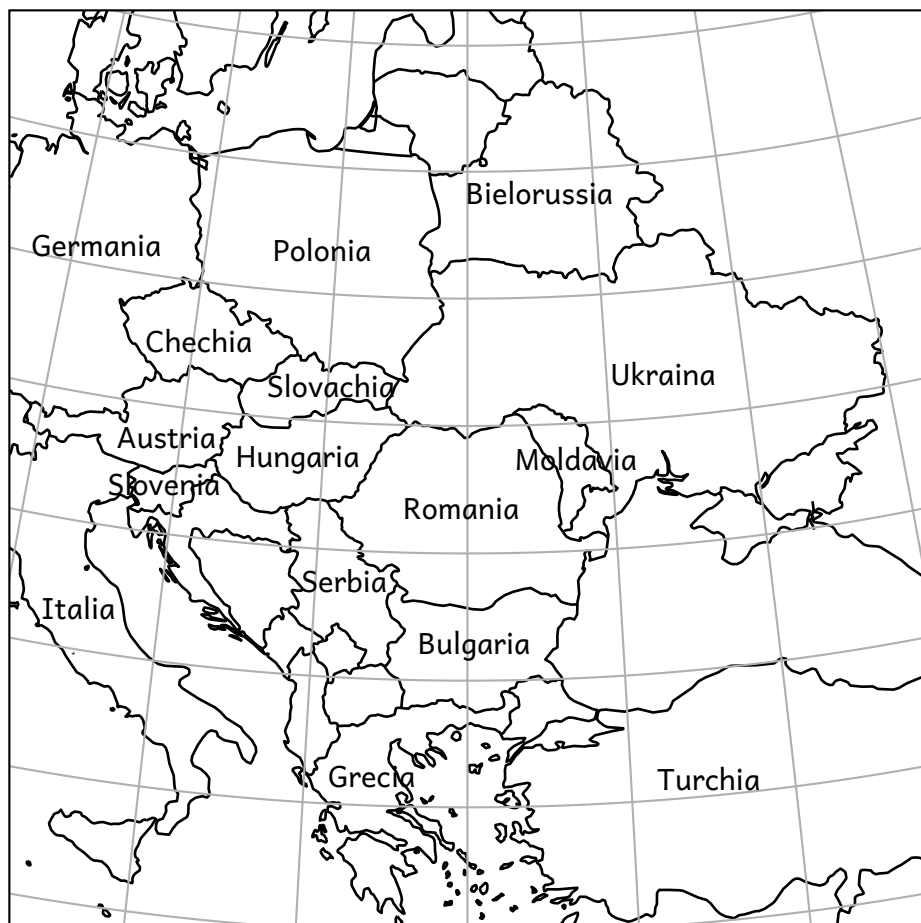 Bielorussia
Germania
Polonia
Chechia
Ukraina
Slovachia
Austria
Hungaria
Moldavia
Slovenia
Romania
Serbia
Italia
Bulgaria
Grecia
Turchia